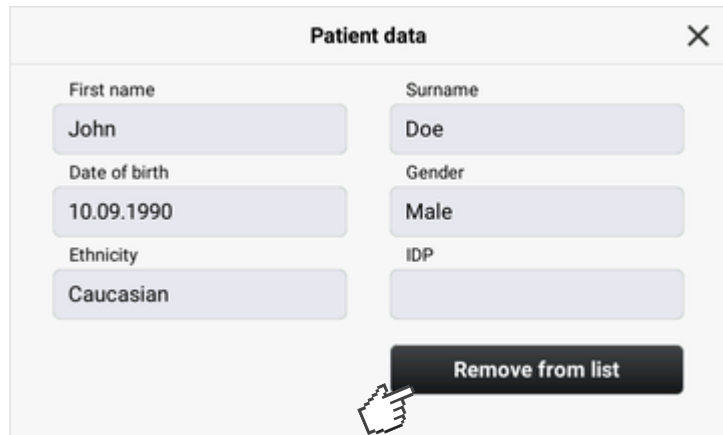 Patient data
First name
Surname
John
Doe
Date of birth
Gender
10.09.1990
Male
Ethnicity
IDP
Caucasian
Remove from list